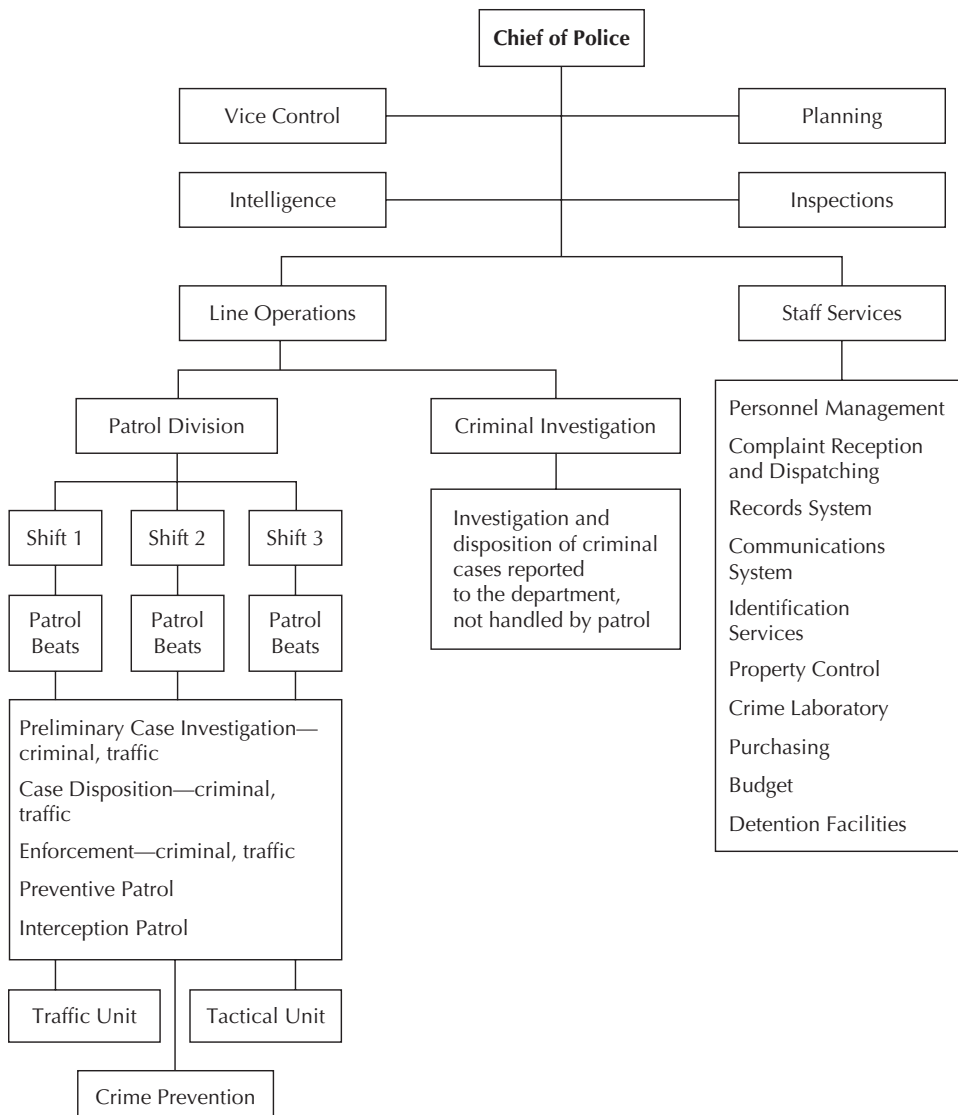 Chief of Police
Vice Control
Planning
Intelligence
Inspections
Line Operations
Staff Services
Patrol Division
Criminal Investigation
Shift 1
Shift 2
Shift 3
Patrol
Beats
Patrol
Beats
Patrol
Beats
Preliminary Case Investigation—
criminal, traffic
Case Disposition—criminal,
traffic
Enforcement—criminal, traffic
Preventive Patrol
Interception Patrol
Traffic Unit
Tactical Unit
Crime Prevention
Investigation and
disposition of criminal
cases reported
to the department,
not handled by patrol
Personnel Management
Complaint Reception
and Dispatching
Records System
Communications
System
Identification
Services
Property Control
Crime Laboratory
Purchasing
Budget
Detention Facilities